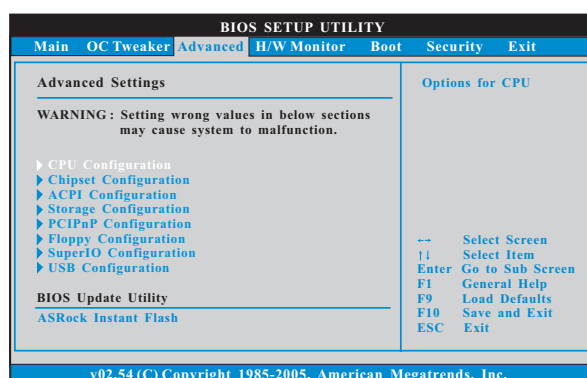 BIOS SETUP UTILITY
Main OC Tweaker Advanced H/W Monitor Boot Security Exit
Advanced Settings
WARNING : Setting wrong values in below sections
may cause system to malfunction.
CPU Configuration
Chipset Configuration
ACPI Configuration
Storage Configuration
PCIPnP Configuration
Floppy Configuration
SuperIO Configuration
USB Configuration
BIOS Update Utility
ASRock Instant Flash
Options for CPU
←→ Select Screen
↑↓ Select Item
Enter Go to Sub Screen
F1 General Help
F9 Load Defaults
F10 Save and Exit
ESC Exit
v02.54 (C) Copyright 1985-2005, American Megatrends, Inc.